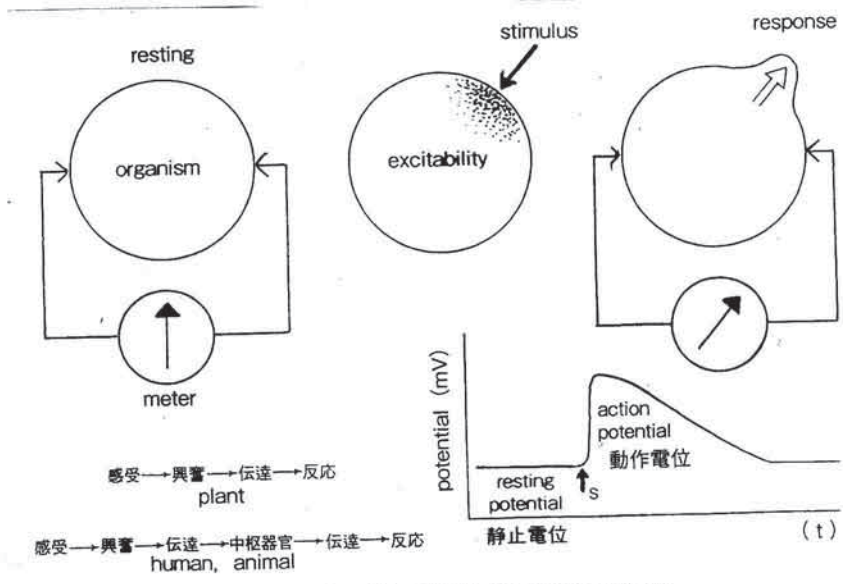 stimulus
response
resting
organism
excitability
meter
potential (mV)
action
potential
動作電位
resting
potential
S
静止電位
(t)
感受→興奮→伝達→反応
plant
感受→興奮→伝達→中枢器官→伝達→反応
human, animal